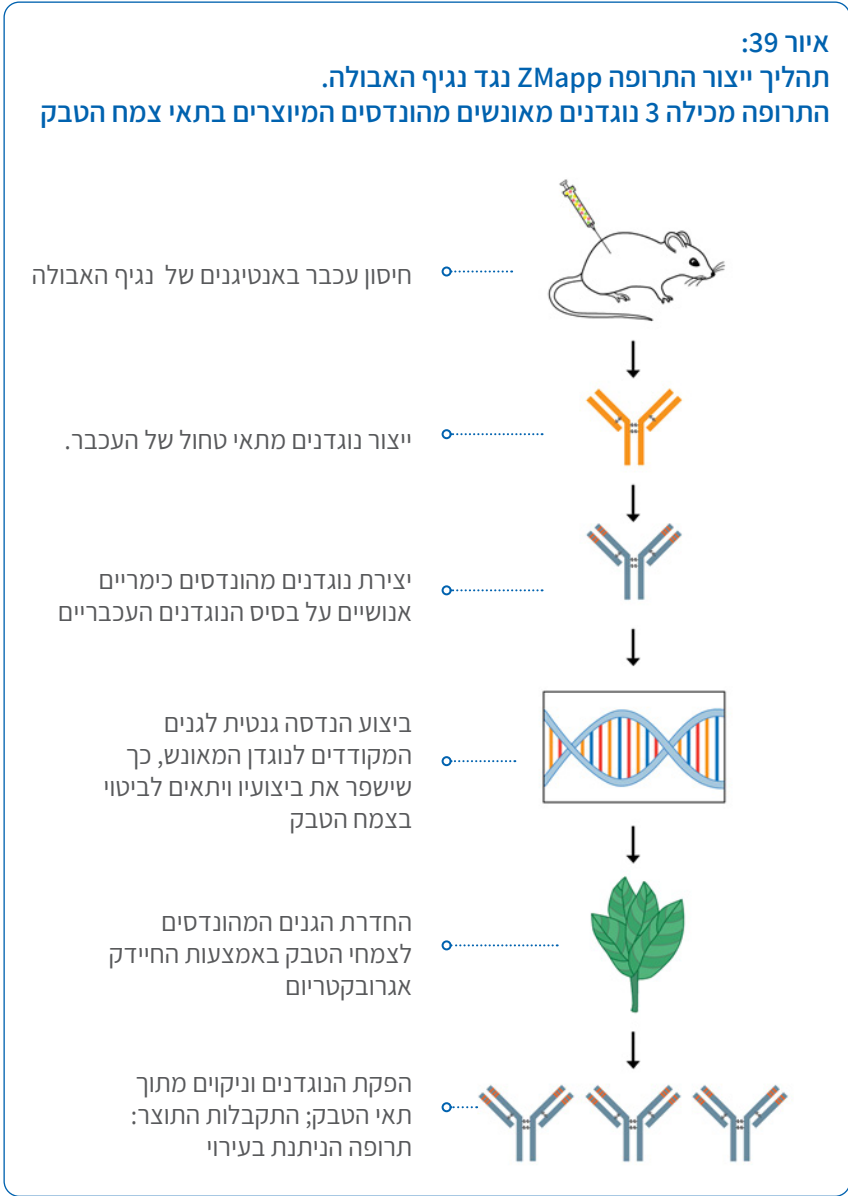 איור 39:
תהליך ייצור התרופה ZMapp נגד נגיף האבולה.
התרופה מכילה 3 נוגדנים מאונשים מהונדסים המיוצרים בתאי צמח הטבק
חיסון עכבר באנטיגנים של נגיף האבולה
ייצור נוגדנים מתאי טחול של העכבר.
יצירת נוגדנים מהונדסים כימריים
אנושיים על בסיס הנוגדנים העכבריים
ביצוע הנדסה גנטית לגנים
המקודדים לנוגדן המאונש, כך
שישפר את ביצועיו ויתאים לביטוי
בצמח הטבק
החדרת הגנים המהונדסים
לצמחי הטבק באמצעות החיידק
אגרובקטריום
הפקת הנוגדנים וניקוים מתוך
תאי הטבק; התקבלות התוצר:
תרופה הניתנת בעירוי